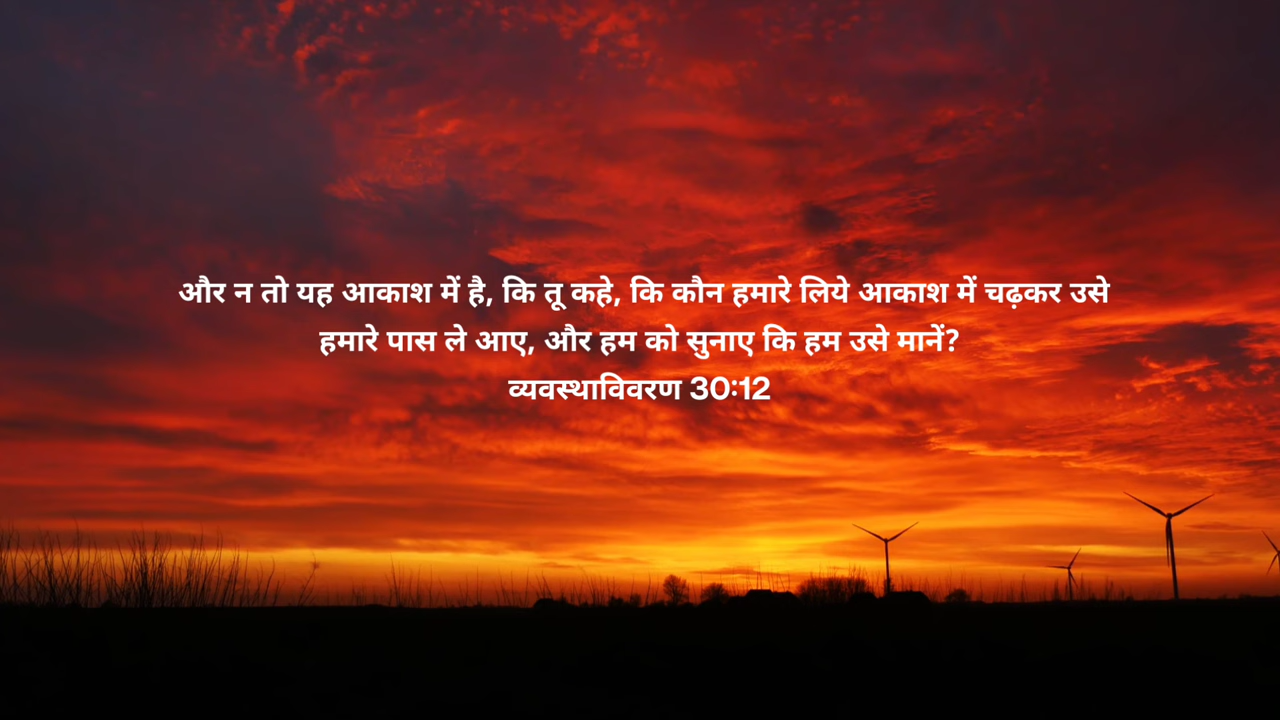 और न तो यह आकाश में है, कि तू कहे, कि कौन हमारे लिये आकाश में चढ़कर उसे
हमारे पास ले आए, और हम को सुनाए कि हम उसे मानें?
व्यवस्थाविवरण 30:12